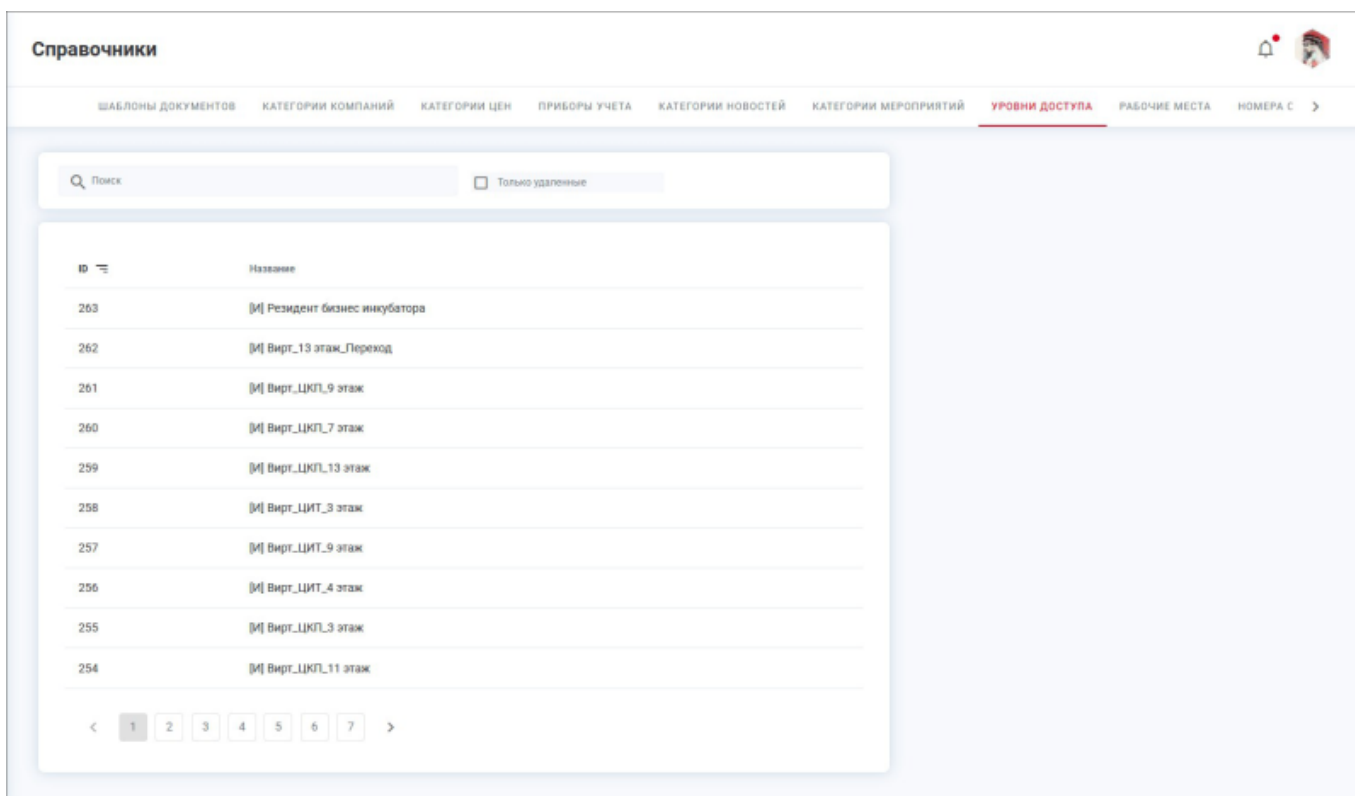 Справочники
ШАБЛОНЫ ДОКУМЕНТОВ КАТЕГОРИИ КОМПАНИЙ КАТЕГОРИИ ЦЕН ПРИБОРЫ УЧЕТА КАТЕГОРИИ НОВОСТЕЙ КАТЕГОРИИ МЕРОПРИЯТИЙ УРОВНИ ДОСТУПА РАБОЧИЕ МЕСТА НОМЕРА С
Поиск Только удаленные
ID Название
263 [И] Резидент бизнес инкубатора
262 [И] Вирт_13 этаж_Переход
261 [И] Вирт_ЦКП_9 этаж
260 [И] Вирт_ЦКП_7 этаж
259 [И] Вирт_ЦКП_13 этаж
258 [И] Вирт_ЦИТ_3 этаж
257 [И] Вирт_ЦИТ_9 этаж
256 [И] Вирт_ЦИТ_4 этаж
255 [И] Вирт_ЦКП_3 этаж
254 [И] Вирт_ЦКП_11 этаж
1 2 3 4 5 6 7